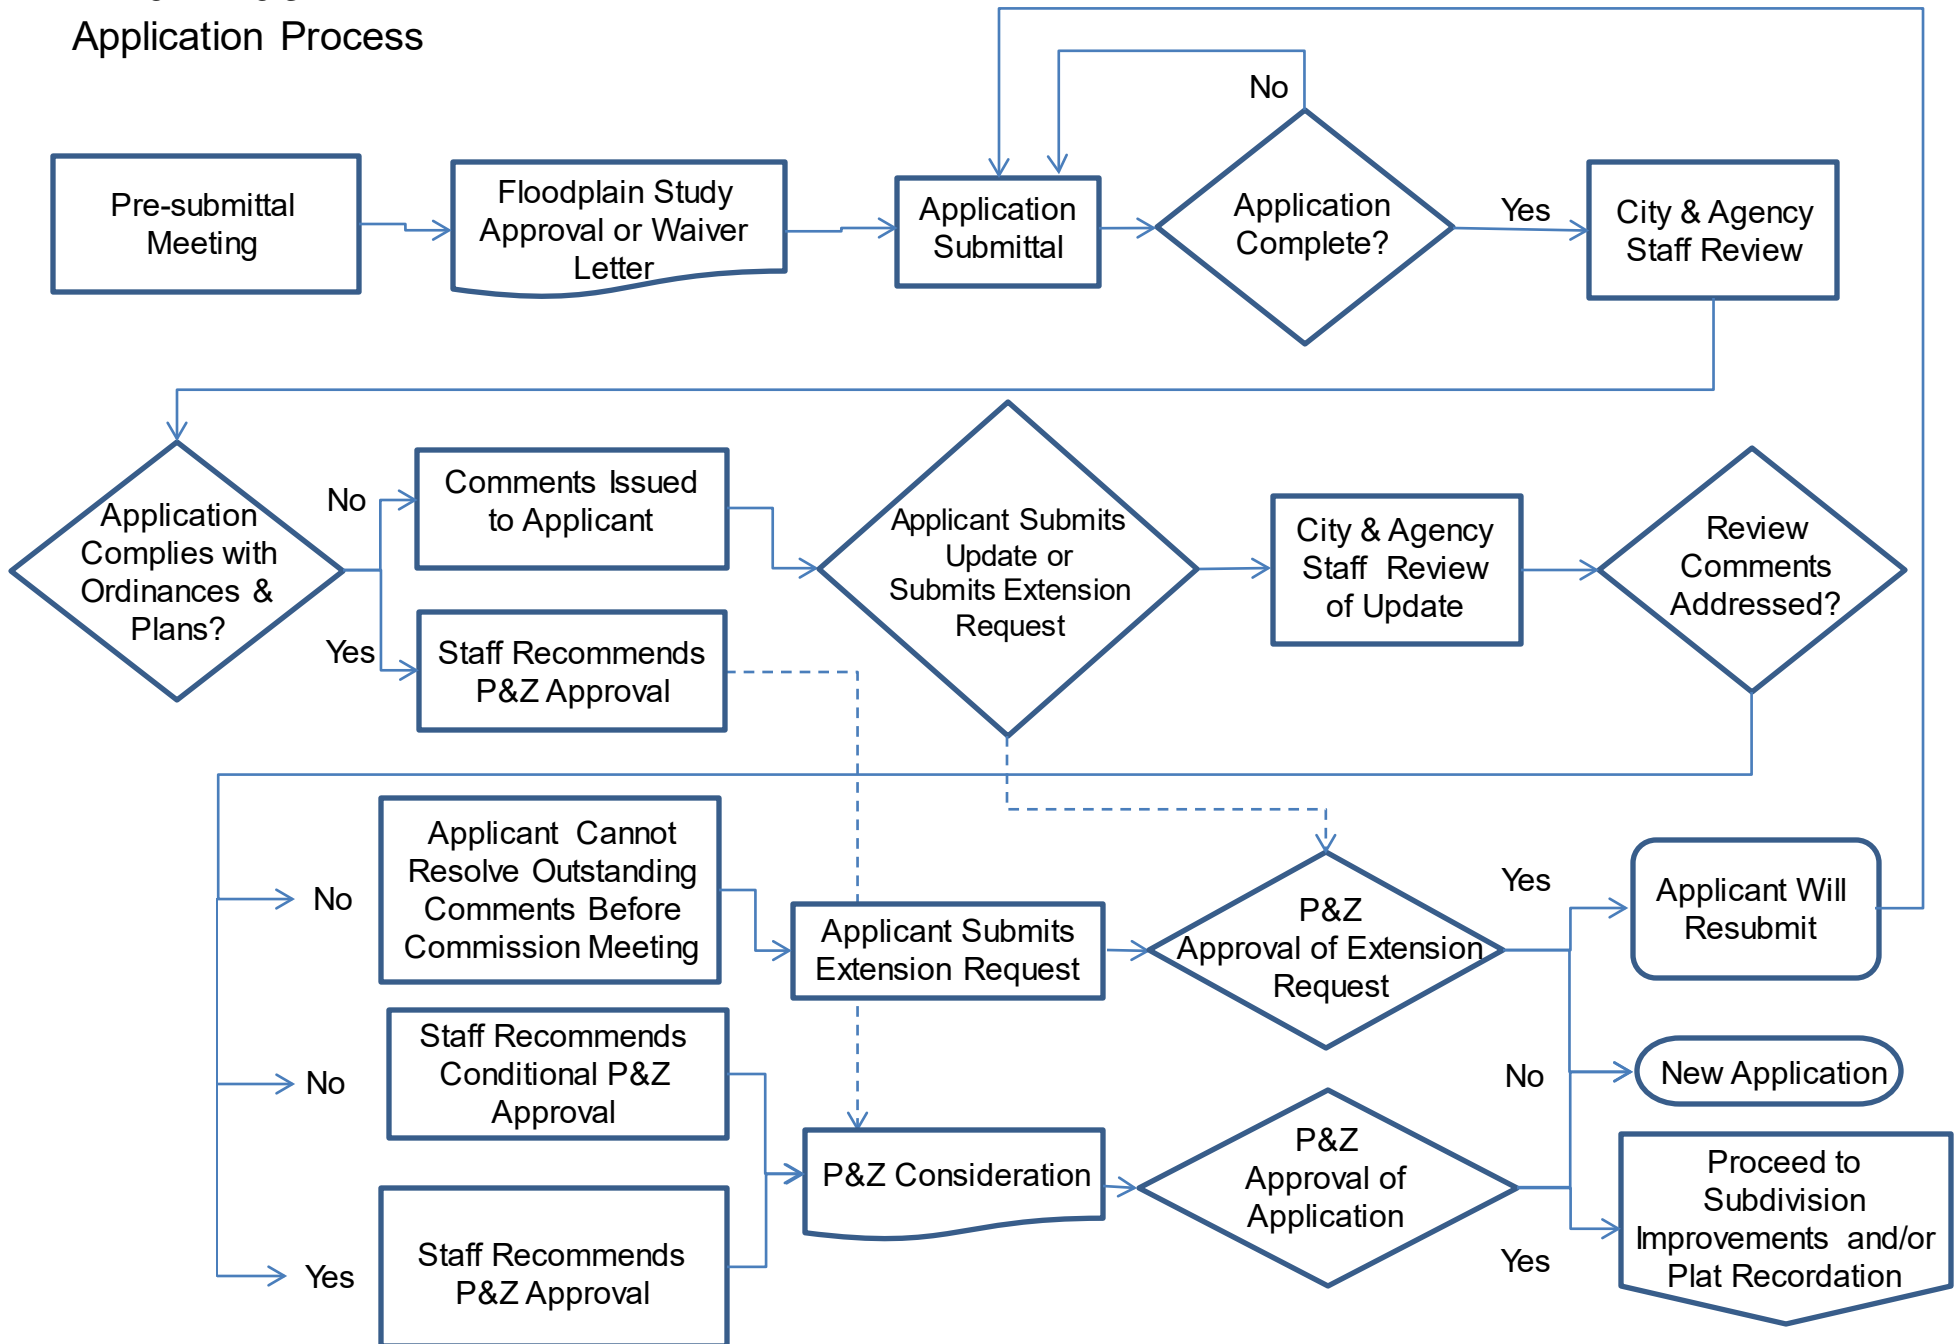 Application Process
No
Pre-submittal
Meeting
Floodplain Study
Approval or Waiver
Letter
Application
Submittal
Application
Complete?
Yes
City & Agency
Staff Review
Application
Complies with
Ordinances &
Plans?
No
Yes
Comments Issued
to Applicant
Staff Recommends
P&Z Approval
Applicant Submits
Update or
Submits Extension
Request
City & Agency
Staff Review
of Update
Review
Comments
Addressed?
No
Applicant Cannot
Resolve Outstanding
Comments Before
Commission Meeting
Applicant Submits
Extension Request
P&Z
Approval of Extension
Request
Yes
Applicant Will
Resubmit
No
Staff Recommends
Conditional P&Z
Approval
No
New Application
Yes
Staff Recommends
P&Z Approval
P&Z Consideration
P&Z
Approval of
Application
Yes
Proceed to
Subdivision
Improvements and/or
Plat Recordation